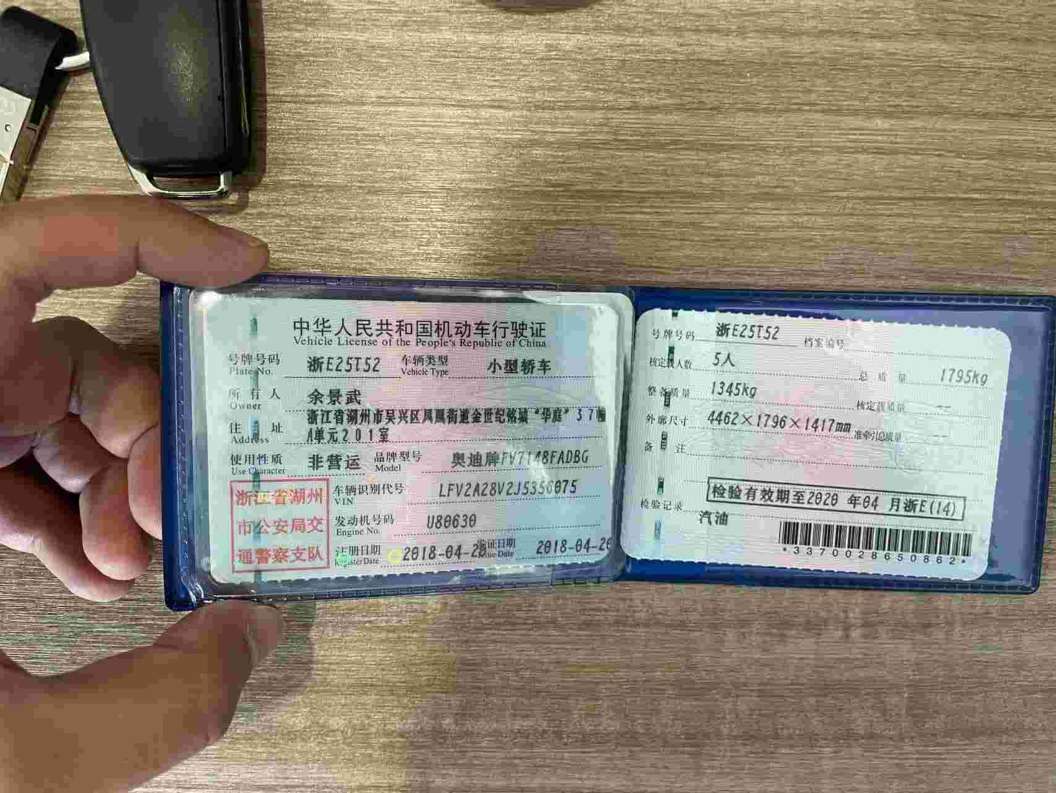 中华人民共和国机动车行驶证
Vehicle License of the People's Republic of China
号牌号码 浙E25T52 车辆类型 小型轿车
Plate No. Vehicle Type
所有人 余景武
Owner
浙江省湖州市吴兴区凤凰街道金世纪铭城“华庭”37幢
住址 A单元201室
Address
使用性质 非营运 品牌型号 奥迪牌FV7148FADBG
Use Character Model
浙江省湖州
市公安局交
通警察支队
车辆识别代号 LFV2A28V2J5356075
VIN
发动机号码 U80630
Engine No.
注册日期 2018-04-20 发证日期 2018-04-20
Register Date Issue Date
号牌号码 浙E25T52 档案编号
核定载人数 5人 总质量 1795kg
整备质量 1345kg 核定载质量 --
外廓尺寸 4462×1796×1417mm 准牵引总质量 --
备注
检验有效期至2020年04月浙E(14)
检验记录
汽油
*3370028650862*